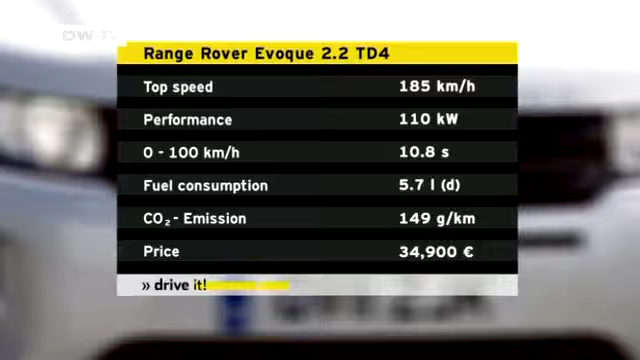 DW-TV
Range Rover Evoque 2.2 TD4
Top speed 185 km/h
Performance 110 kW
0 - 100 km/h 10.8 s
Fuel consumption 5.7 l (d)
CO₂ - Emission 149 g/km
Price 34,900 €
» drive it!